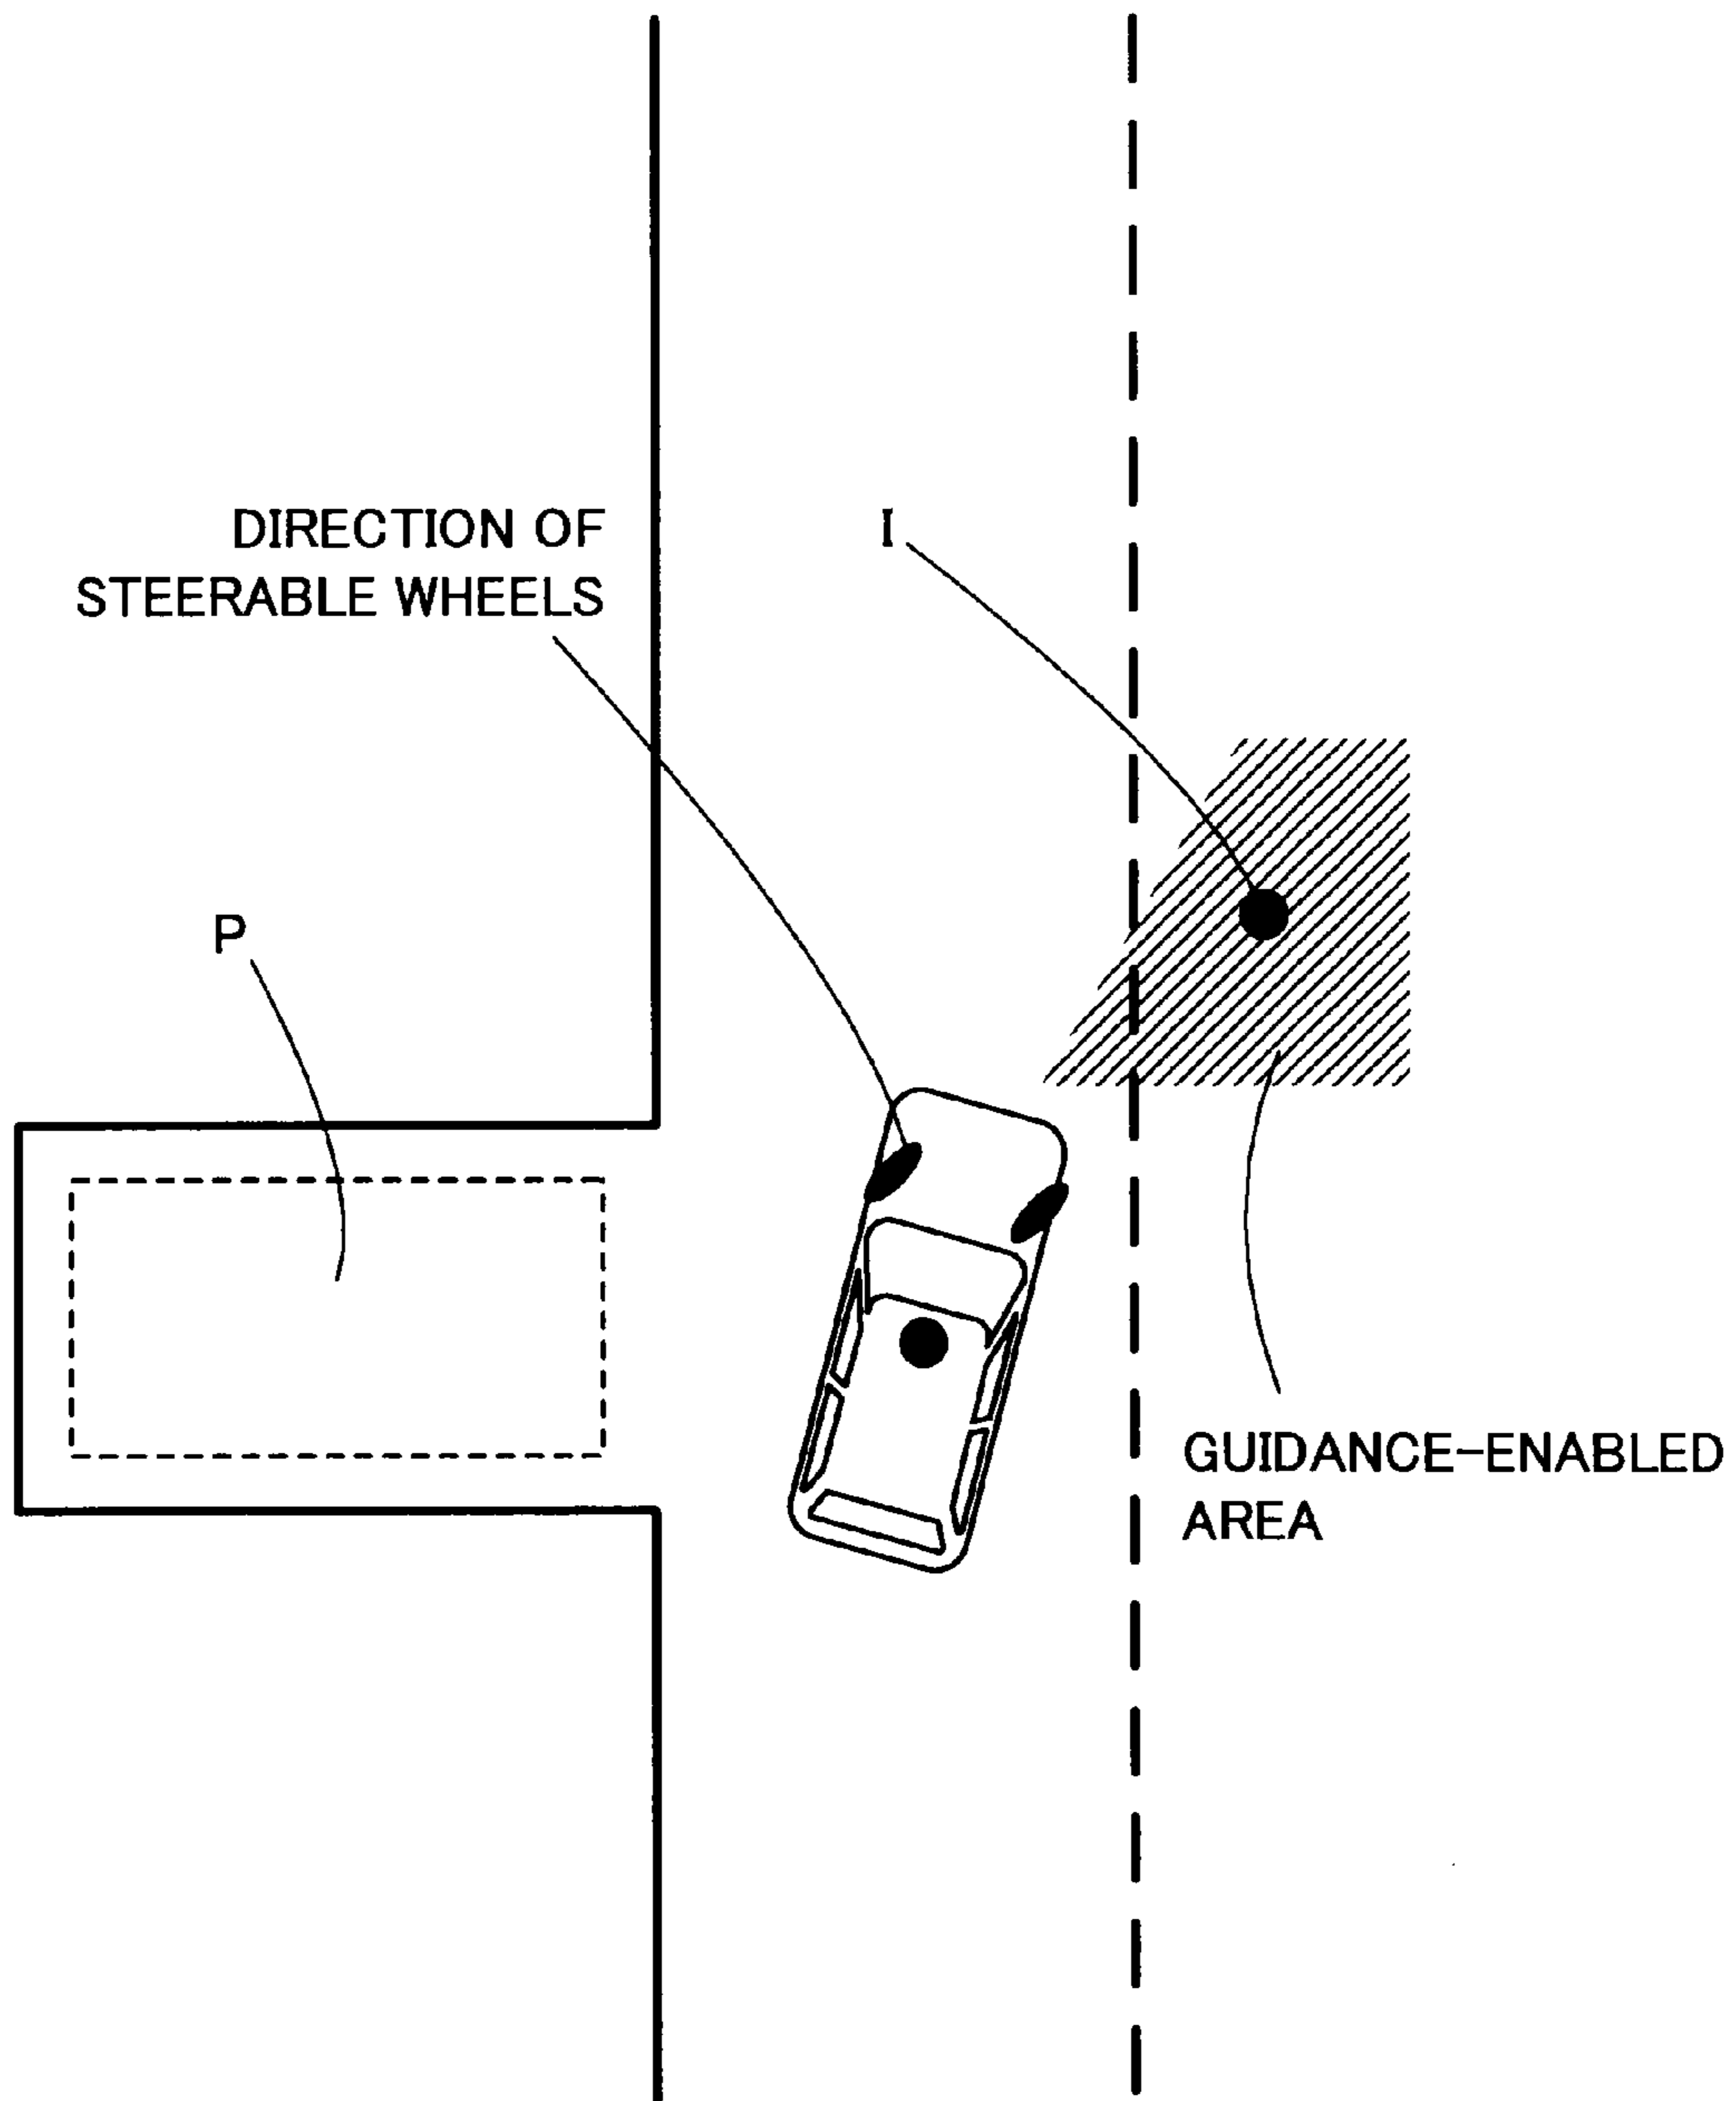 DIRECTION OF
STEERABLE WHEELS
I
P
GUIDANCE-ENABLED
AREA